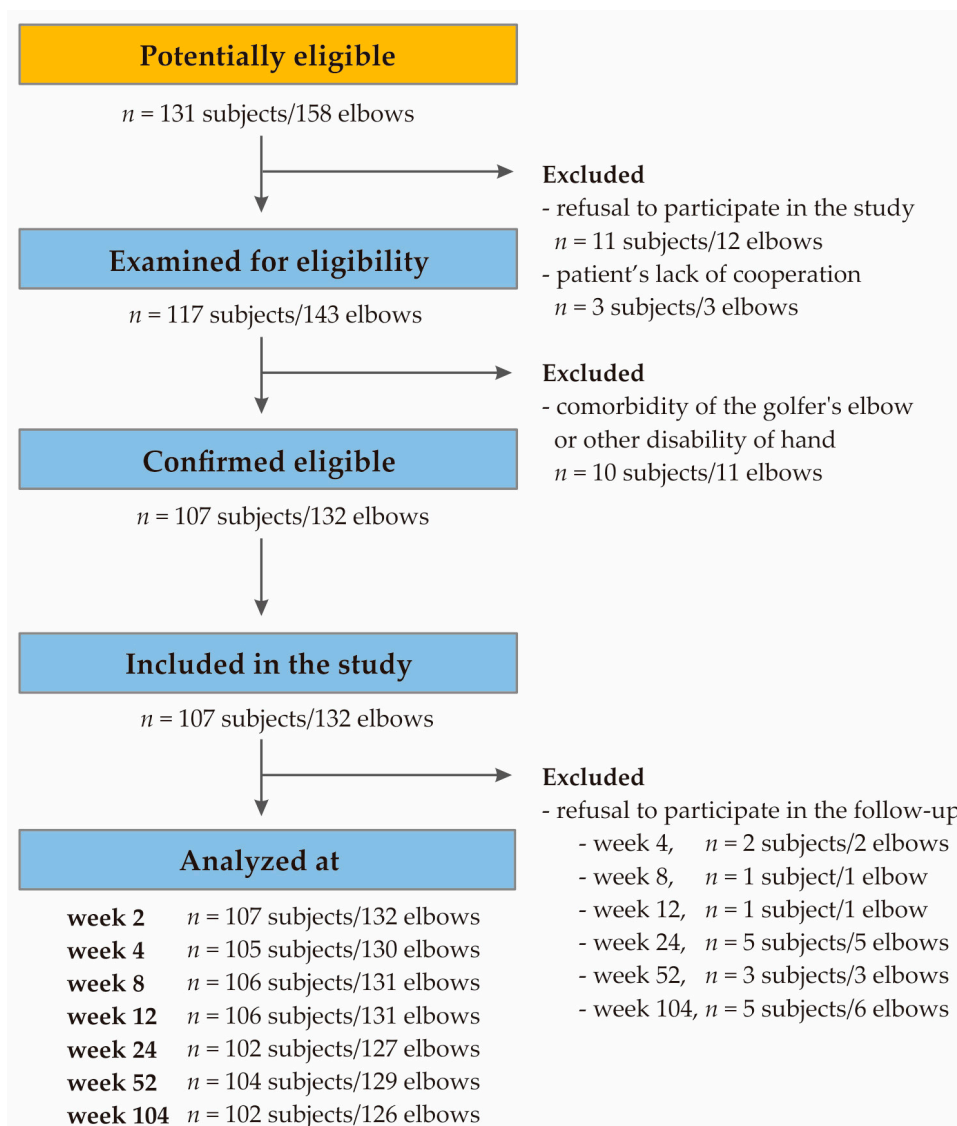 Potentially eligible
n = 131 subjects/158 elbows
Excluded
- refusal to participate in the study
n = 11 subjects/12 elbows
- patient’s lack of cooperation
n = 3 subjects/3 elbows
Examined for eligibility
n = 117 subjects/143 elbows
Excluded
- comorbidity of the golfer's elbow
or other disability of hand
n = 10 subjects/11 elbows
Confirmed eligible
n = 107 subjects/132 elbows
Included in the study
n = 107 subjects/132 elbows
Excluded
- refusal to participate in the follow-up
- week 4, n = 2 subjects/2 elbows
- week 8, n = 1 subject/1 elbow
- week 12, n = 1 subject/1 elbow
- week 24, n = 5 subjects/5 elbows
- week 52, n = 3 subjects/3 elbows
- week 104, n = 5 subjects/6 elbows
Analyzed at
week 2 n = 107 subjects/132 elbows
week 4 n = 105 subjects/130 elbows
week 8 n = 106 subjects/131 elbows
week 12 n = 106 subjects/131 elbows
week 24 n = 102 subjects/127 elbows
week 52 n = 104 subjects/129 elbows
week 104 n = 102 subjects/126 elbows